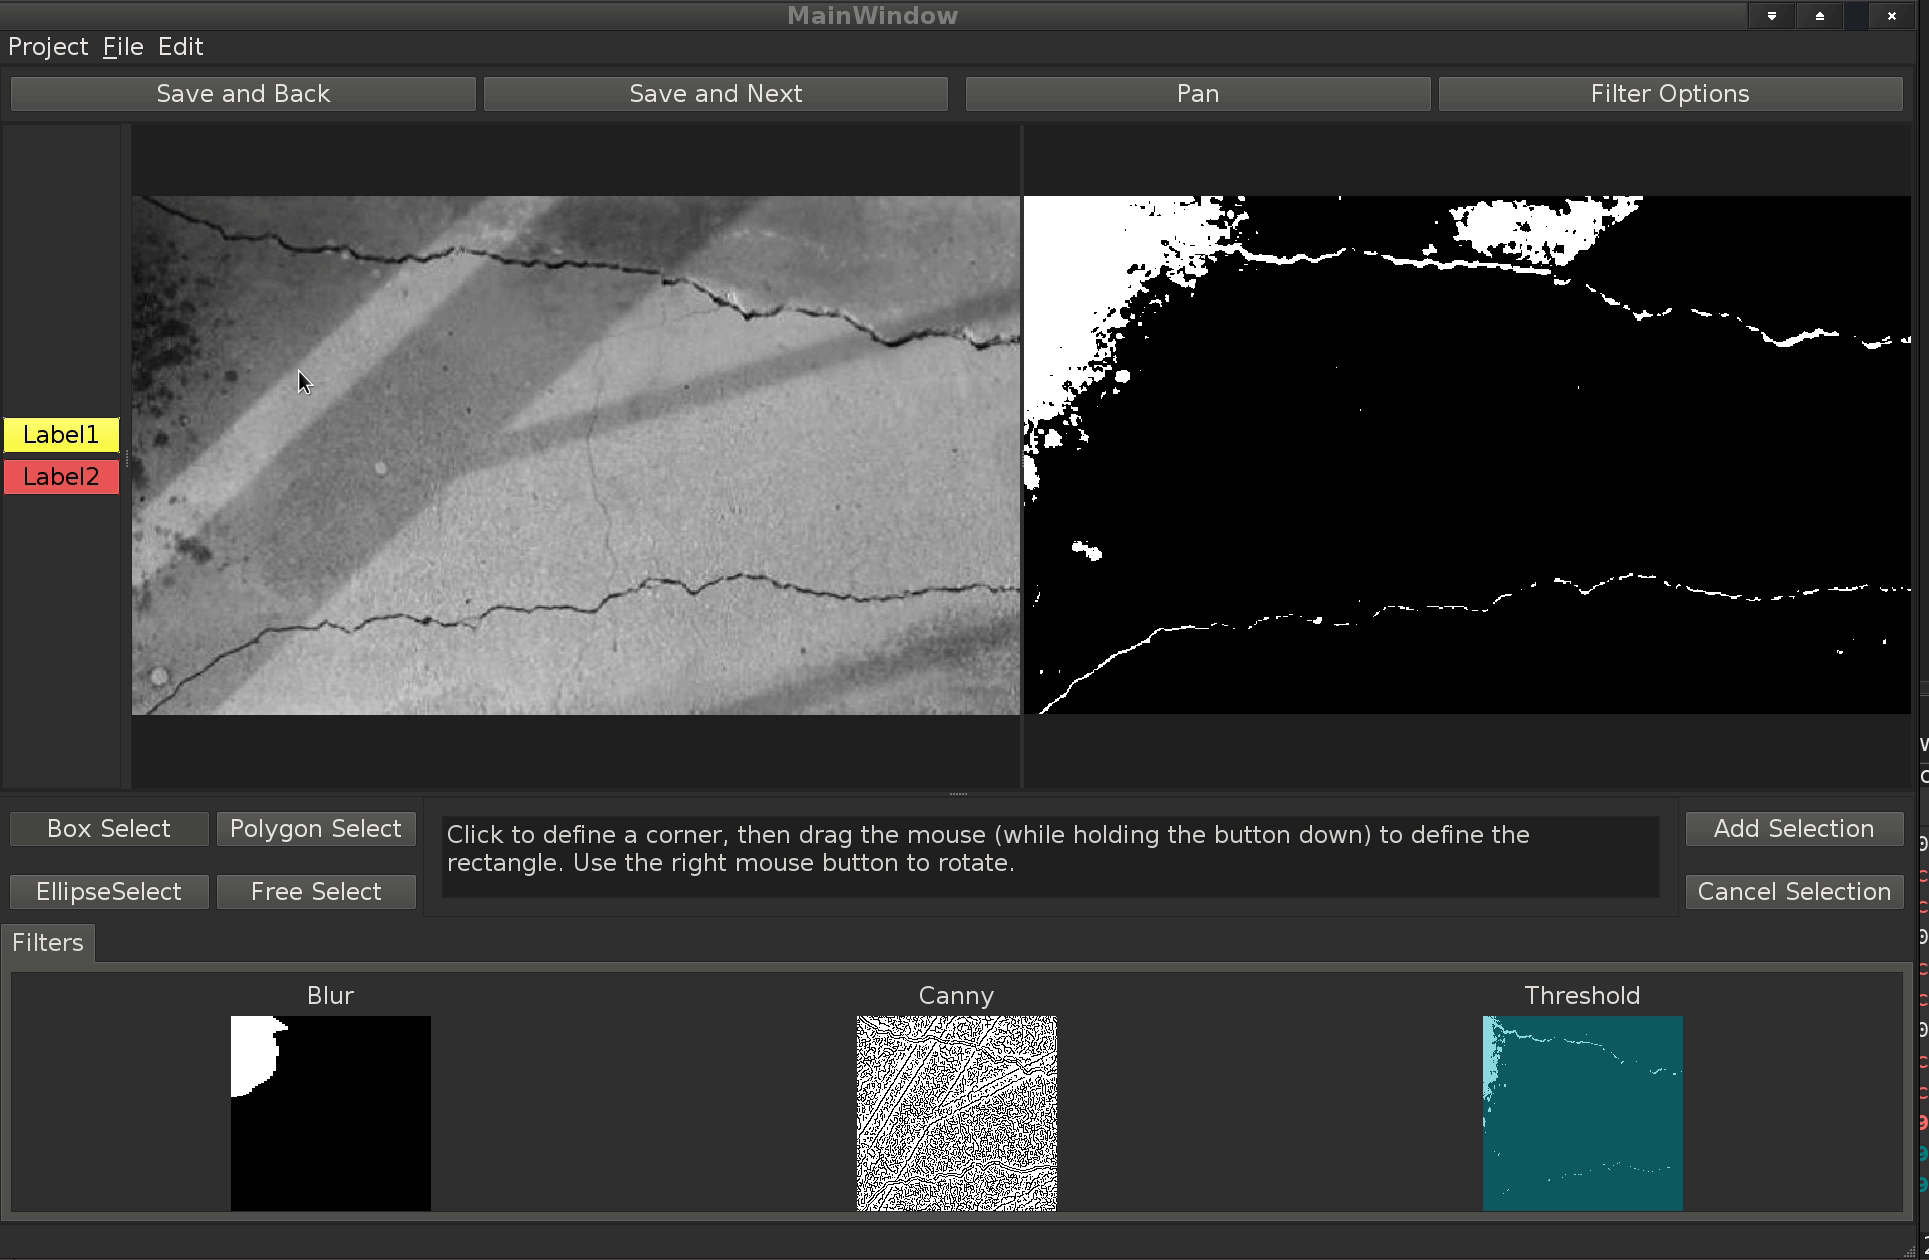 MainWindow
Project File Edit
Save and Back
Save and Next
Pan
Filter Options
Label1
Label2
Box Select
Polygon Select
Click to define a corner, then drag the mouse (while holding the button down) to define the
rectangle. Use the right mouse button to rotate.
Add Selection
EllipseSelect
Free Select
Cancel Selection
Filters
Blur
Canny
Threshold